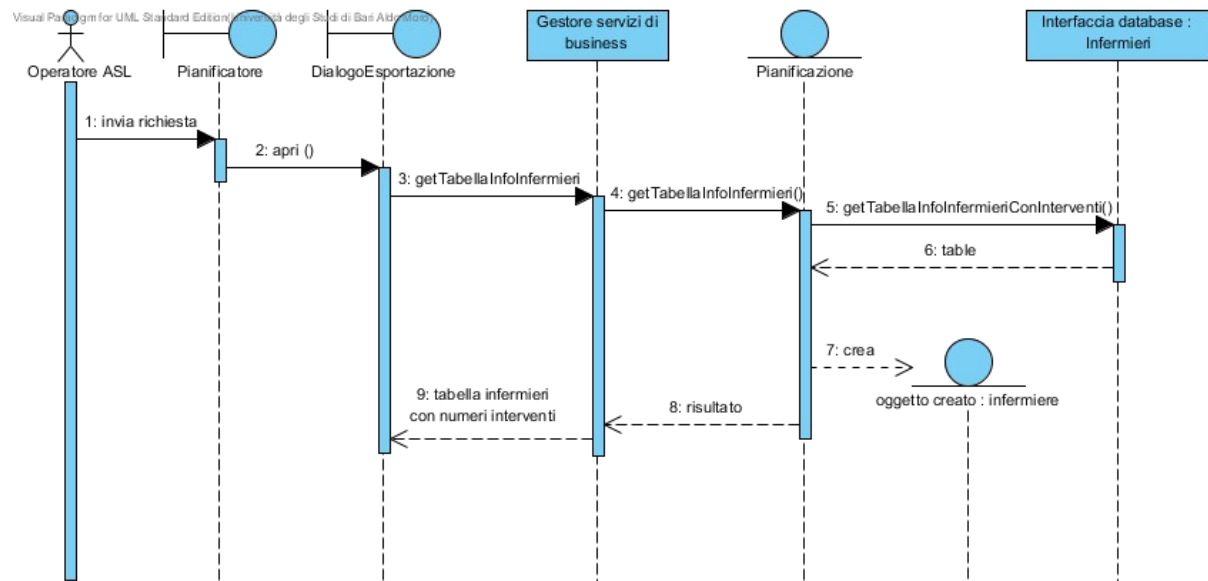 Visual Paradigm for UML Standard Edition(Università degli Studi di Bari Aldo Moro)
Operatore ASL
Pianificatore
DialogoEsportazione
Gestore servizi di
business
Pianificazione
Interfaccia database :
Infermieri
1: invia richiesta
2: apri ()
3: getTabellaInfoInfermieri
4: getTabellaInfoInfermieri()
5: getTabellaInfoInfermieriConInterventi()
6: table
7: crea
oggetto creato : infermiere
8: risultato
9: tabella infermieri
con numeri interventi